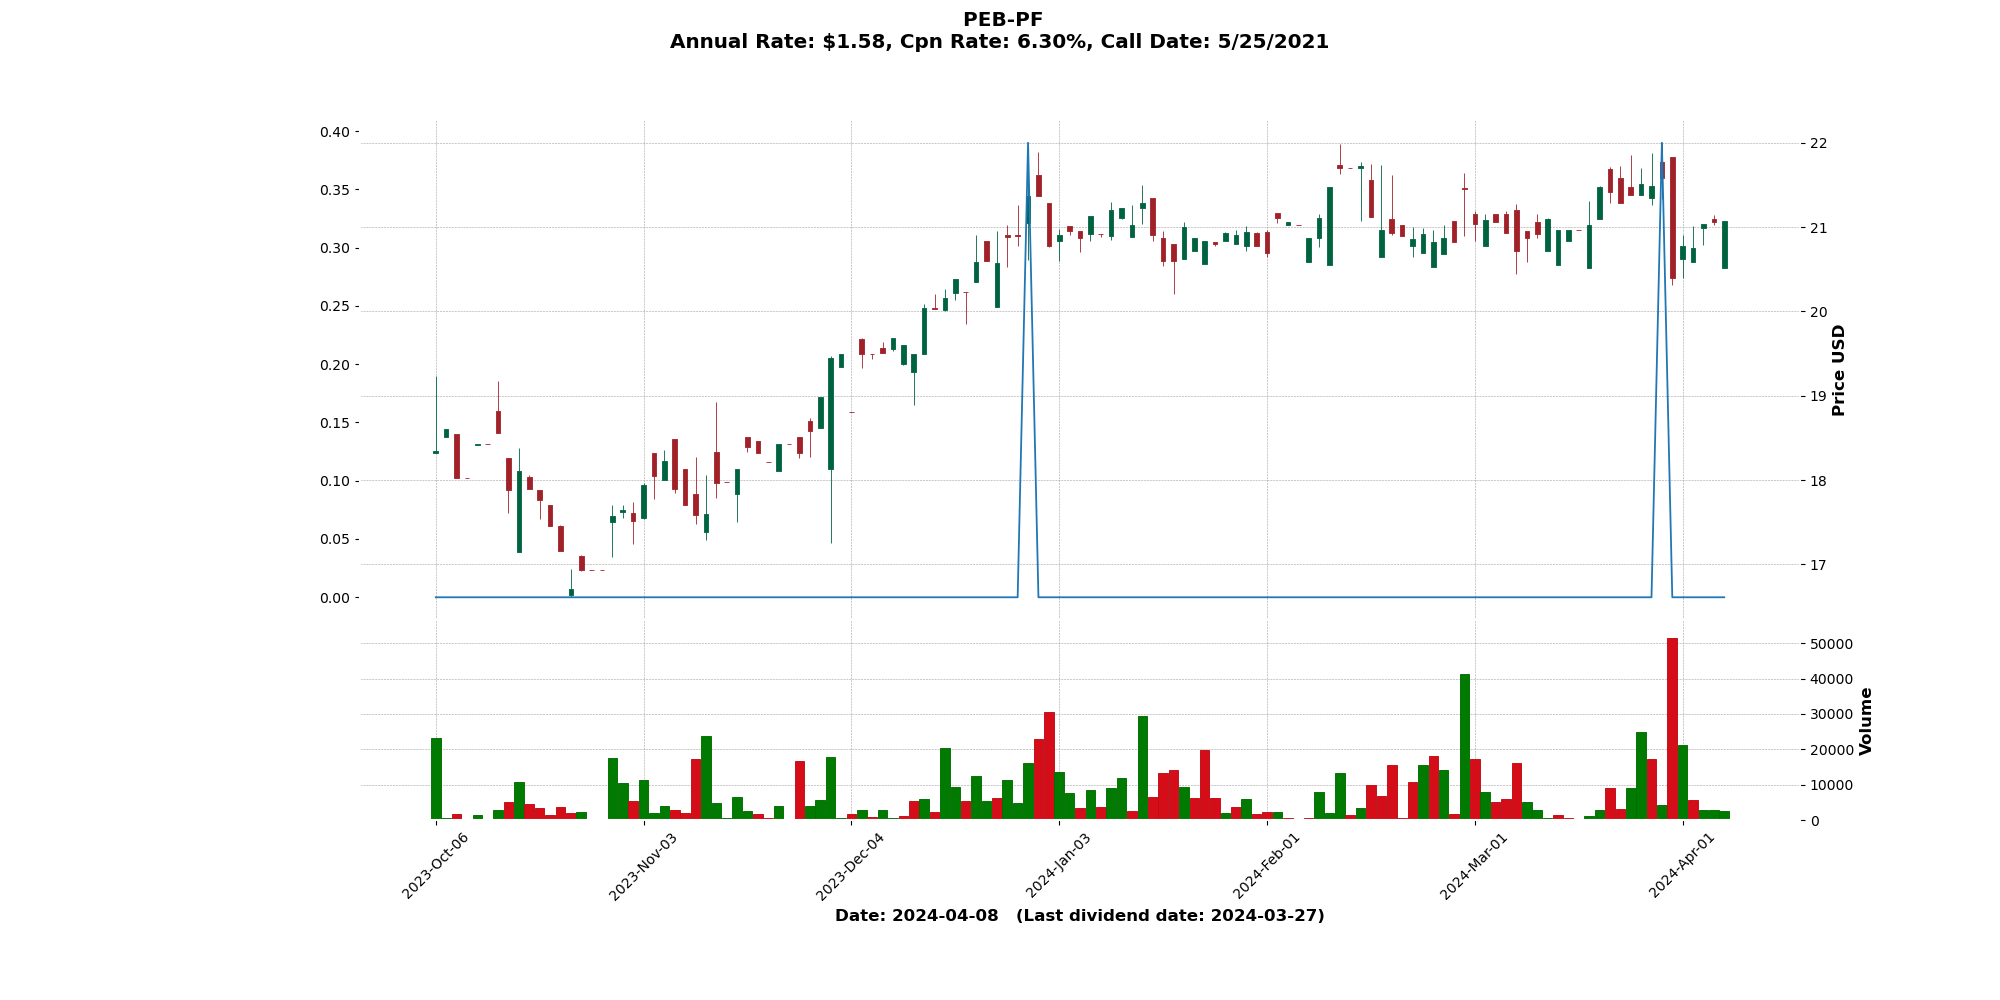 PEB-PF
Annual Rate: $1.58, Cpn Rate: 6.30%, Call Date: 5/25/2021
0.40
0.35
0.30
0.25
0.20
0.15
0.10
0.05
0.00
22
21
20
19
18
17
Price USD
50000
40000
30000
20000
10000
0
Volume
2023-Oct-06
2023-Nov-03
2023-Dec-04
2024-Jan-03
2024-Feb-01
2024-Mar-01
2024-Apr-01
Date: 2024-04-08 (Last dividend date: 2024-03-27)